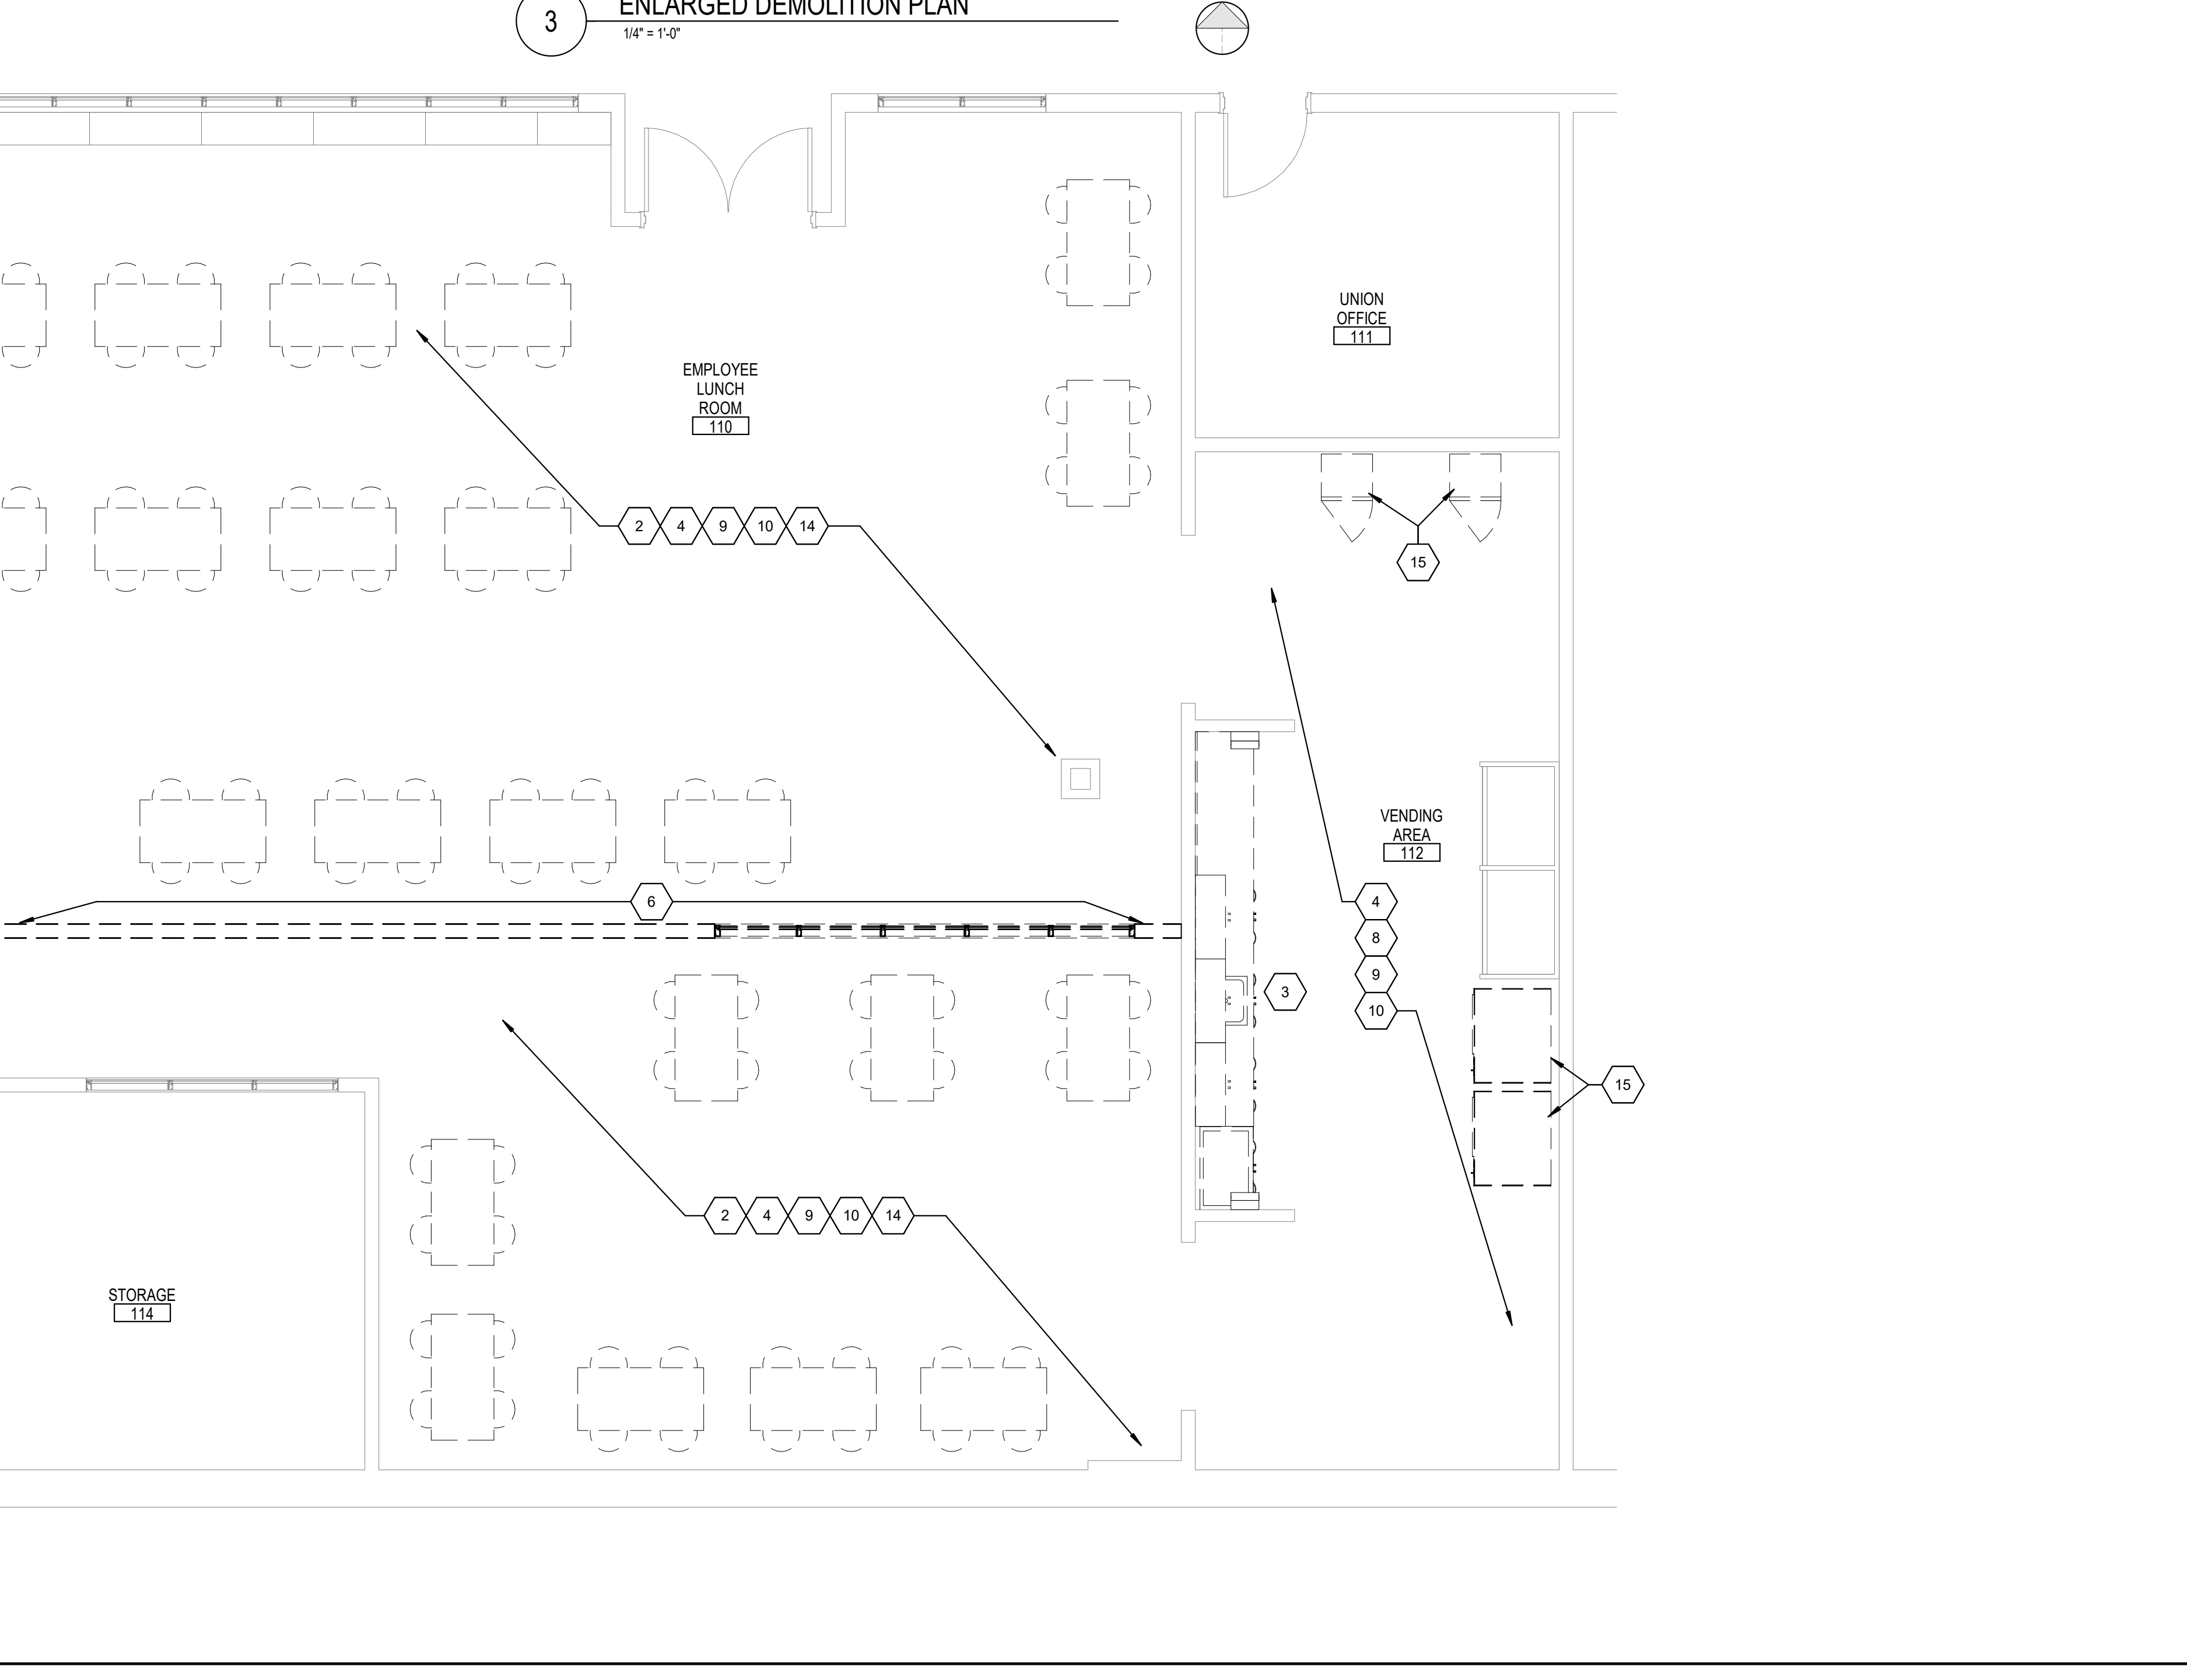 3
ENLARGED DEMOLITION PLAN
1/4" = 1'-0"
UNION
OFFICE
111
EMPLOYEE
LUNCH
ROOM
110
2 4 9 10 14
15
VENDING
AREA
112
6
4
8
9
10
3
15
2 4 9 10 14
STORAGE
114